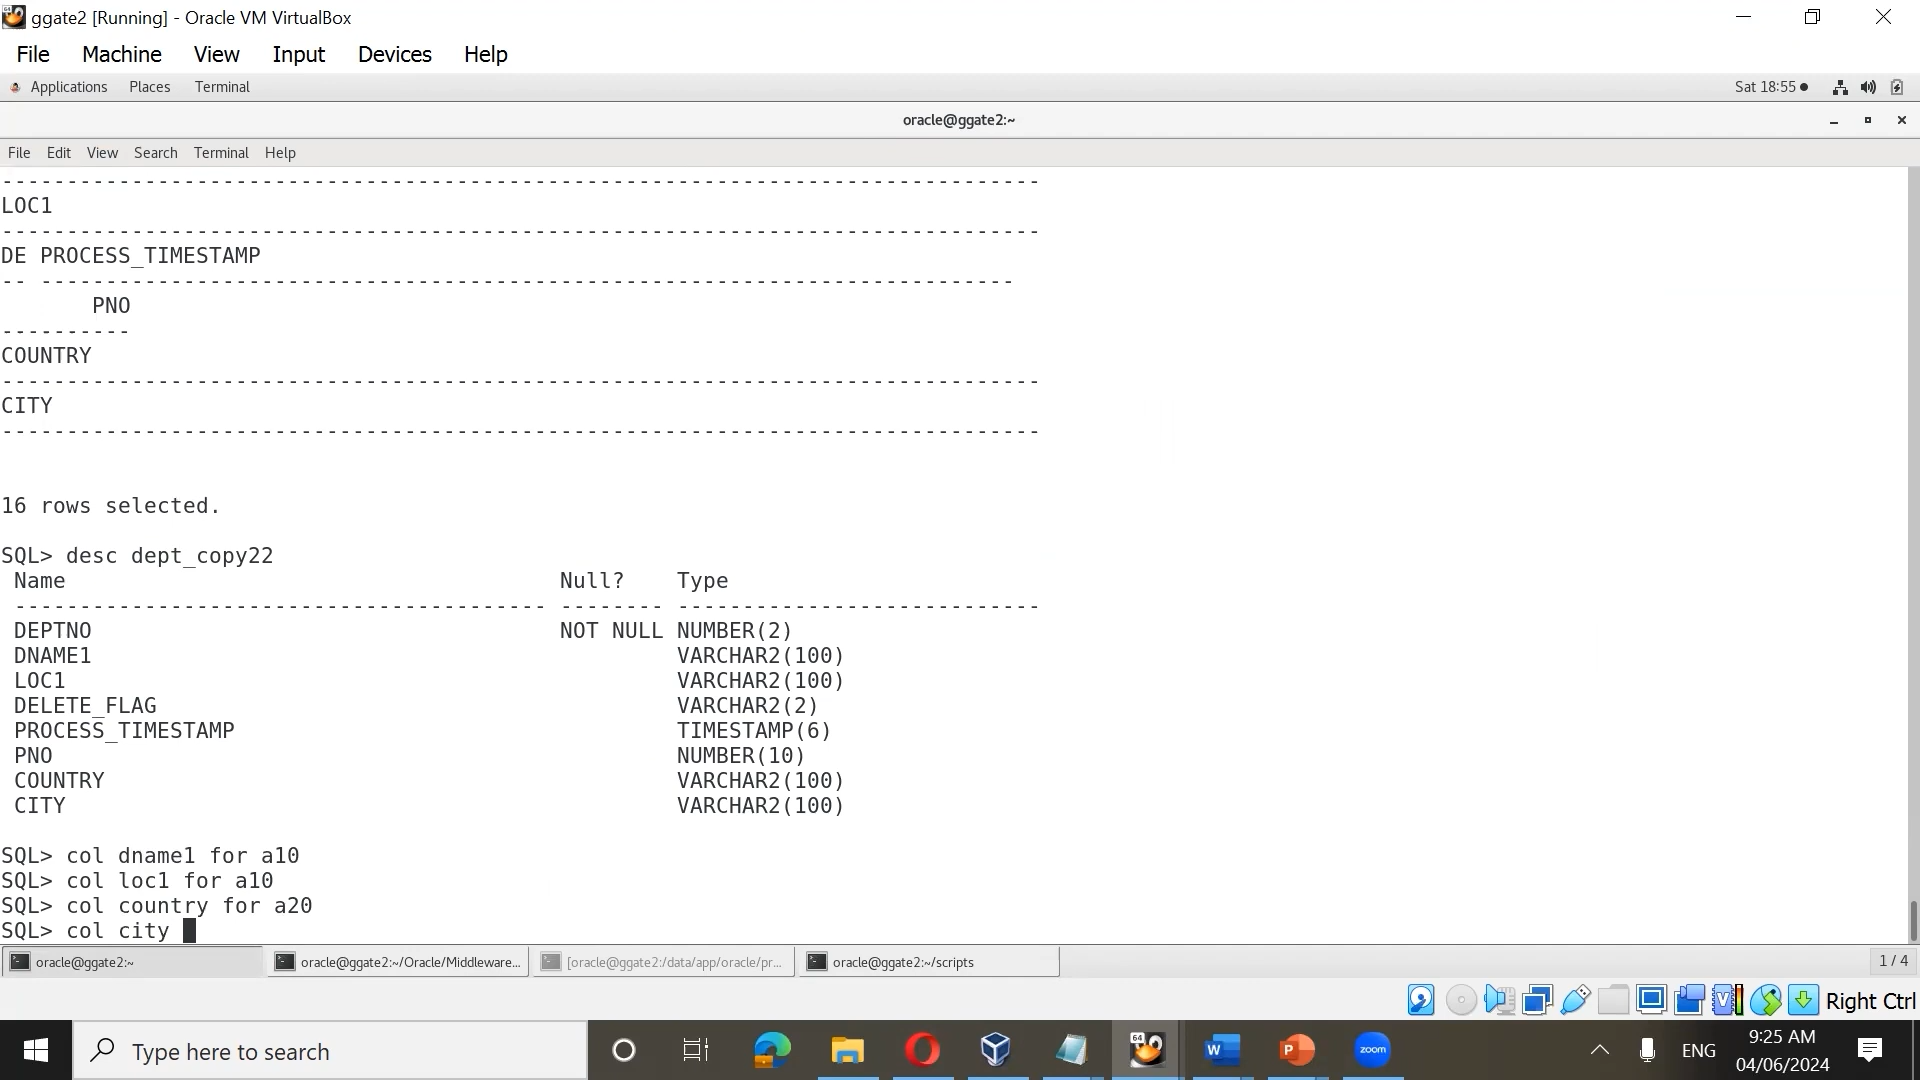 ggate2 [Running] - Oracle VM VirtualBox
File Machine View Input Devices Help
Applications Places Terminal Sat 18:55
oracle@ggate2:~
File Edit View Search Terminal Help
--------------------------------------------------------------------------------
LOC1
--------------------------------------------------------------------------------
DE PROCESS_TIMESTAMP
-- ---------------------------------------------------------------------------
PNO
----------
COUNTRY
--------------------------------------------------------------------------------
CITY
--------------------------------------------------------------------------------
16 rows selected.
SQL> desc dept_copy22
Name Null? Type
----------------------------------------- -------- ----------------------------
DEPTNO NOT NULL NUMBER(2)
DNAME1 VARCHAR2(100)
LOC1 VARCHAR2(100)
DELETE_FLAG VARCHAR2(2)
PROCESS_TIMESTAMP TIMESTAMP(6)
PNO NUMBER(10)
COUNTRY VARCHAR2(100)
CITY VARCHAR2(100)
SQL> col dname1 for a10
SQL> col loc1 for a10
SQL> col country for a20
SQL> col city
oracle@ggate2:~ oracle@ggate2:~/Oracle/Middleware... [oracle@ggate2:/data/app/oracle/pr... oracle@ggate2:~/scripts 1 / 4
Right Ctrl
Type here to search
64
W
P
zoom
ENG
9:25 AM
04/06/2024